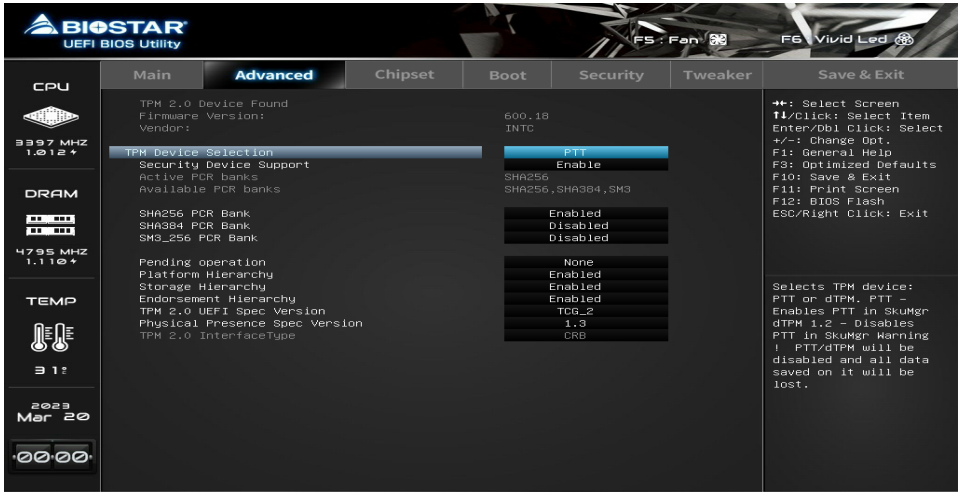 BIOSTAR
UEFI BIOS Utility
F5 : Fan
F6 : Vivid Led
Main Advanced Chipset Boot Security Tweaker Save & Exit
CPU
3397 MHZ
1.012
DRAM
4795 MHZ
1.110
TEMP
31
2023
Mar 20
00:00
TPM 2.0 Device Found
Firmware Version: 600.18
Vendor: INTC
TPM Device Selection PTT
Security Device Support Enable
Active PCR banks SHA256
Available PCR banks SHA256,SHA384,SM3
SHA256 PCR Bank Enabled
SHA384 PCR Bank Disabled
SM3_256 PCR Bank Disabled
Pending operation None
Platform Hierarchy Enabled
Storage Hierarchy Enabled
Endorsement Hierarchy Enabled
TPM 2.0 UEFI Spec Version TCG_2
Physical Presence Spec Version 1.3
TPM 2.0 InterfaceType CRB
→←: Select Screen
↑↓/Click: Select Item
Enter/Dbl Click: Select
+/-: Change Opt.
F1: General Help
F3: Optimized Defaults
F10: Save & Exit
F11: Print Screen
F12: BIOS Flash
ESC/Right Click: Exit
Selects TPM device:
PTT or dTPM. PTT -
Enables PTT in SkuMgr
dTPM 1.2 - Disables
PTT in SkuMgr Warning
! PTT/dTPM will be
disabled and all data
saved on it will be
lost.